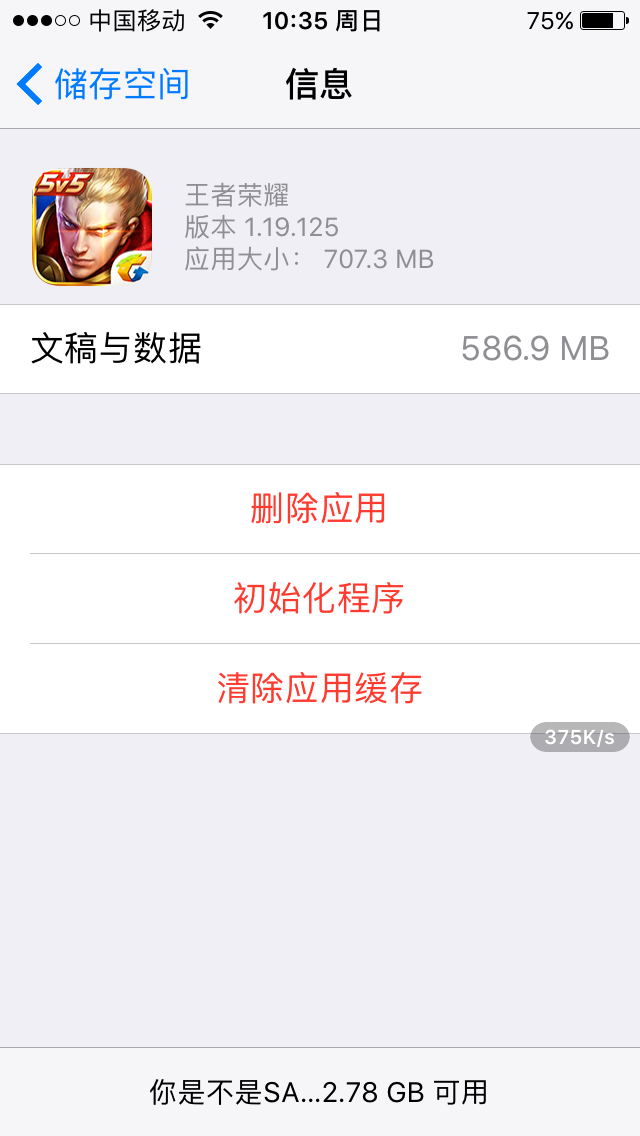 中国移动 10:35 周日 75%
储存空间 信息
5v5
王者荣耀
版本 1.19.125
应用大小： 707.3 MB
文稿与数据 586.9 MB
删除应用
初始化程序
清除应用缓存
375K/s
你是不是SA...2.78 GB 可用